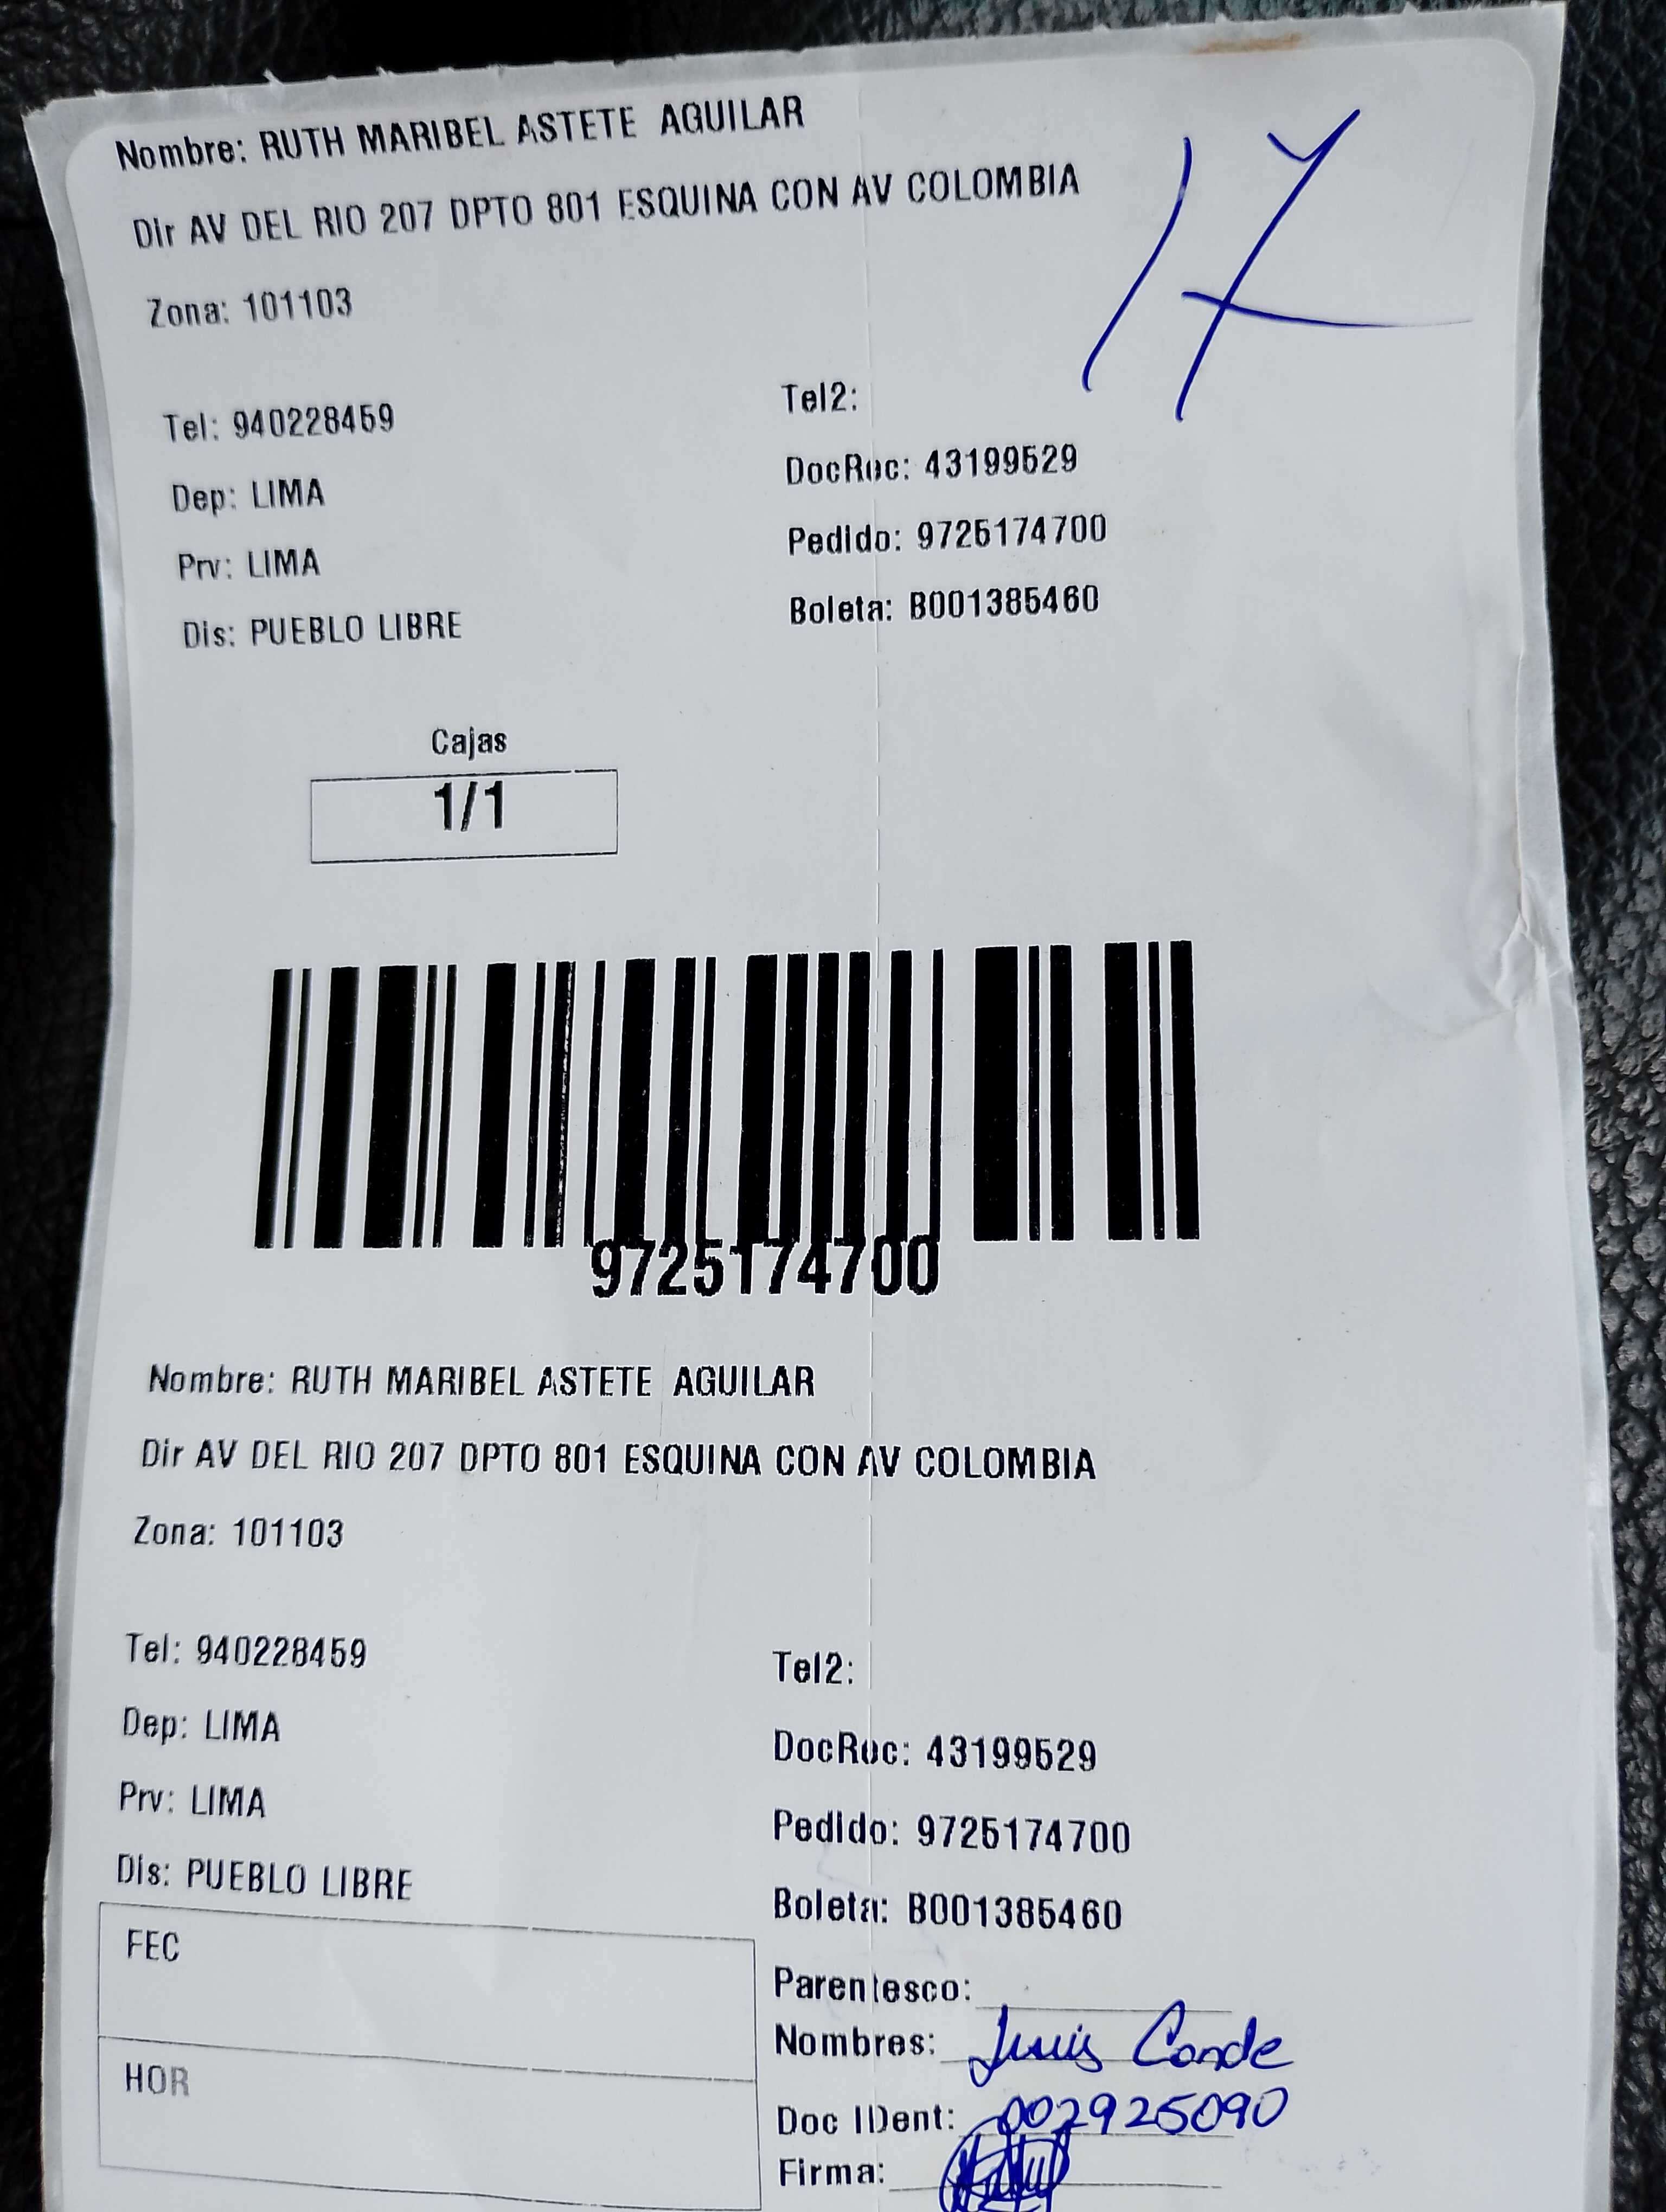 Nombre: RUTH MARIBEL ASTETE AGUILAR
Dir AV DEL RIO 207 DPTO 801 ESQUINA CON AV COLOMBIA
17
Zona: 101103
Tel: 940228459
Tel2:
DocRec: 43199529
Dep: LIMA
Pedido: 9725174700
Prv: LIMA
Boleta: B001385460
Dis: PUEBLO LIBRE
Cajas
1/1
9725174700
Nombre: RUTH MARIBEL ASTETE AGUILAR
Dir AV DEL RIO 207 DPTO 801 ESQUINA CON AV COLOMBIA
Zona: 101103
Tel: 940228459
Tel2:
Dep: LIMA
DocRec: 43199529
Prv: LIMA
Pedido: 9725174700
Dis: PUEBLO LIBRE
Boleta: B001385460
FEC
Parentesco:
Nombres: Conde
HOR
Doc IDent: 002925090
Firma: